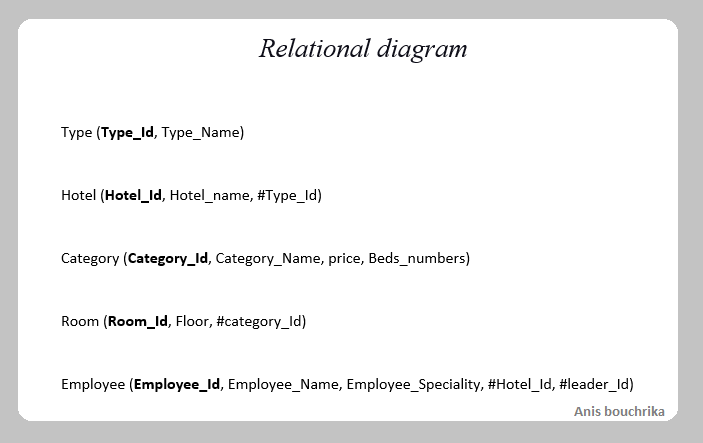 Relational diagram
Type (Type_Id, Type_Name)
Hotel (Hotel_Id, Hotel_name, #Type_Id)
Category (Category_Id, Category_Name, price, Beds_numbers)
Room (Room_Id, Floor, #category_Id)
Employee (Employee_Id, Employee_Name, Employee_Speciality, #Hotel_Id, #leader_Id)
Anis bouchrika